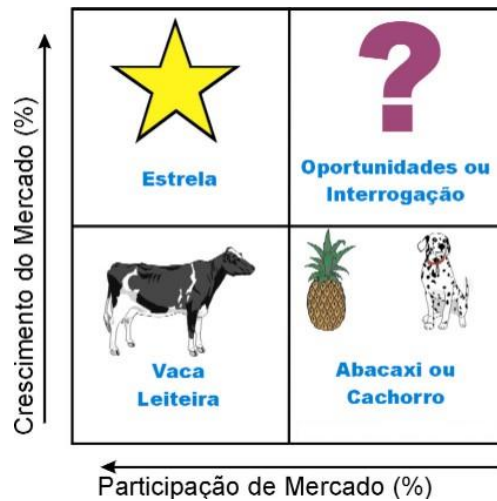 Crescimento do Mercado (%)
Estrela
?
Oportunidades ou
Interrogação
Vaca
Leiteira
Abacaxi ou
Cachorro
Participação de Mercado (%)